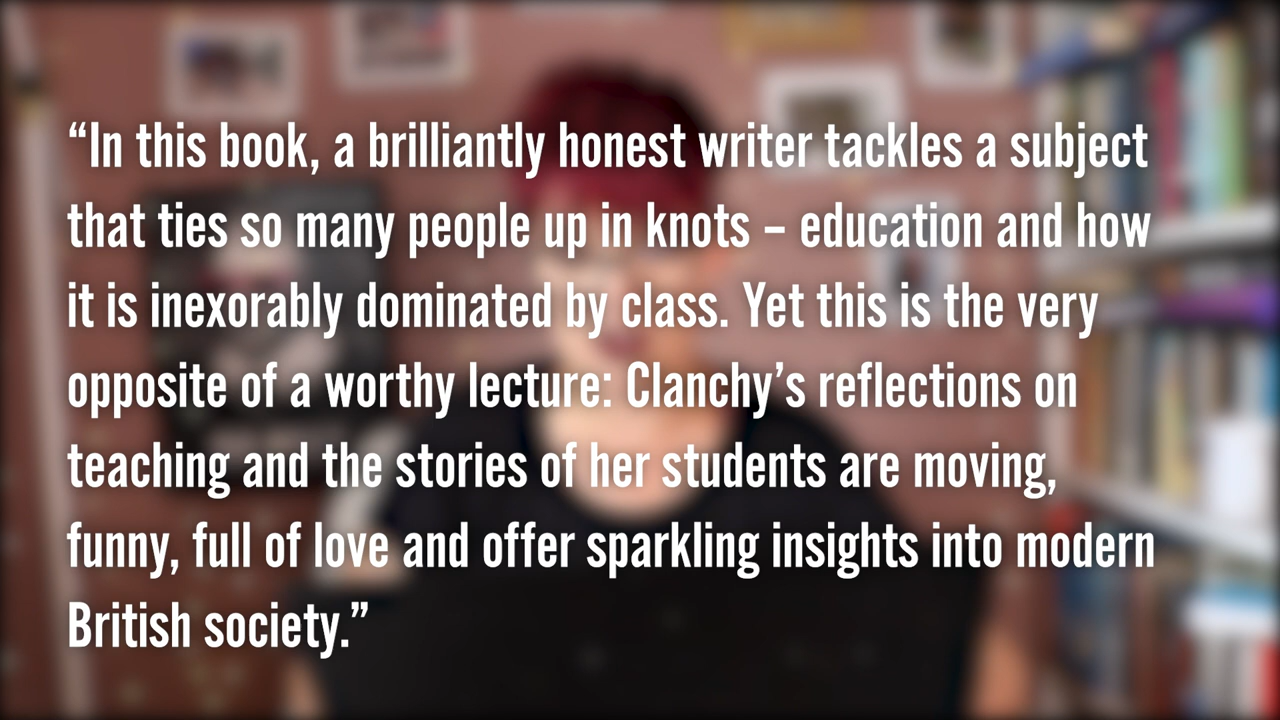 “In this book, a brilliantly honest writer tackles a subject
that ties so many people up in knots – education and how
it is inexorably dominated by class. Yet this is the very
opposite of a worthy lecture: Clanchy’s reflections on
teaching and the stories of her students are moving,
funny, full of love and offer sparkling insights into modern
British society.”